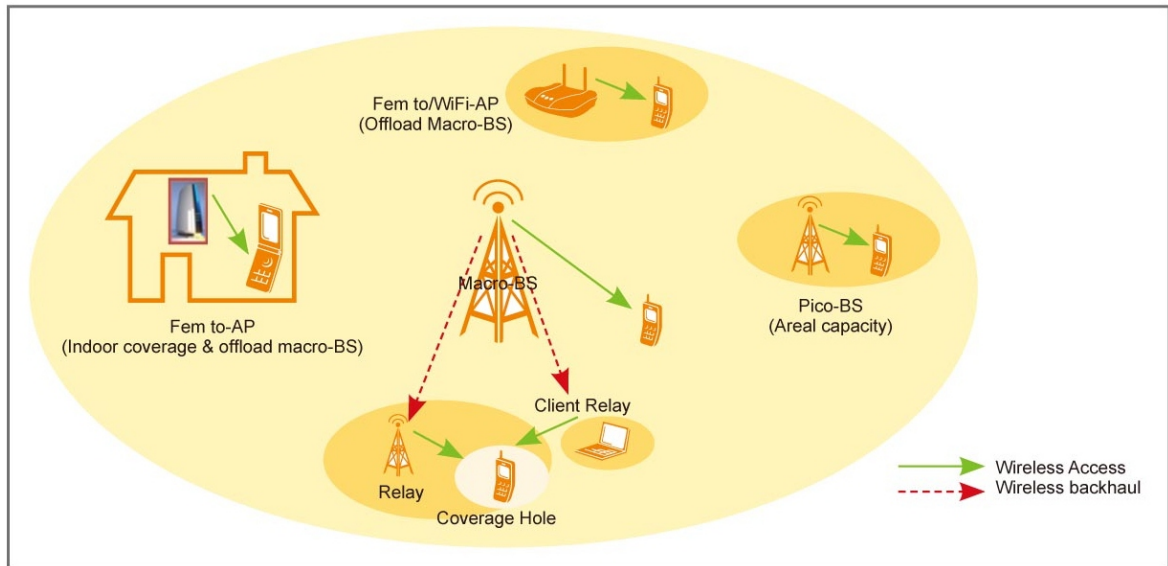 Fem to/WiFi-AP
(Offload Macro-BS)
Macro-BS
Fem to-AP
(Indoor coverage & offload macro-BS)
Pico-BS
(Areal capacity)
Client Relay
Relay
Coverage Hole
Wireless Access
Wireless backhaul